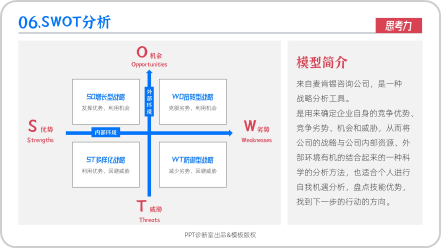 06.SWOT分析
思考力
O 机会
Opportunities
SO增长型战略
发挥优势、利用机会
外部环境
WO扭转型战略
克服劣势、利用机会
S 优势
Strengths
内部环境
W 劣势
Weaknesses
ST多样化战略
利用优势、回避威胁
WT防御型战略
减少劣势、回避威胁
T 威胁
Threats
模型简介
来自麦肯锡咨询公司，是一种
战略分析工具。
是用来确定企业自身的竞争优势、
竞争劣势、机会和威胁，从而将
公司的战略与公司内部资源、外
部环境有机的结合起来的一种科
学的分析方法，也适合个人进行
自我机遇分析，盘点技能优势，
找到下一步的行动的方向。
PPT诊断室出品&模板版权